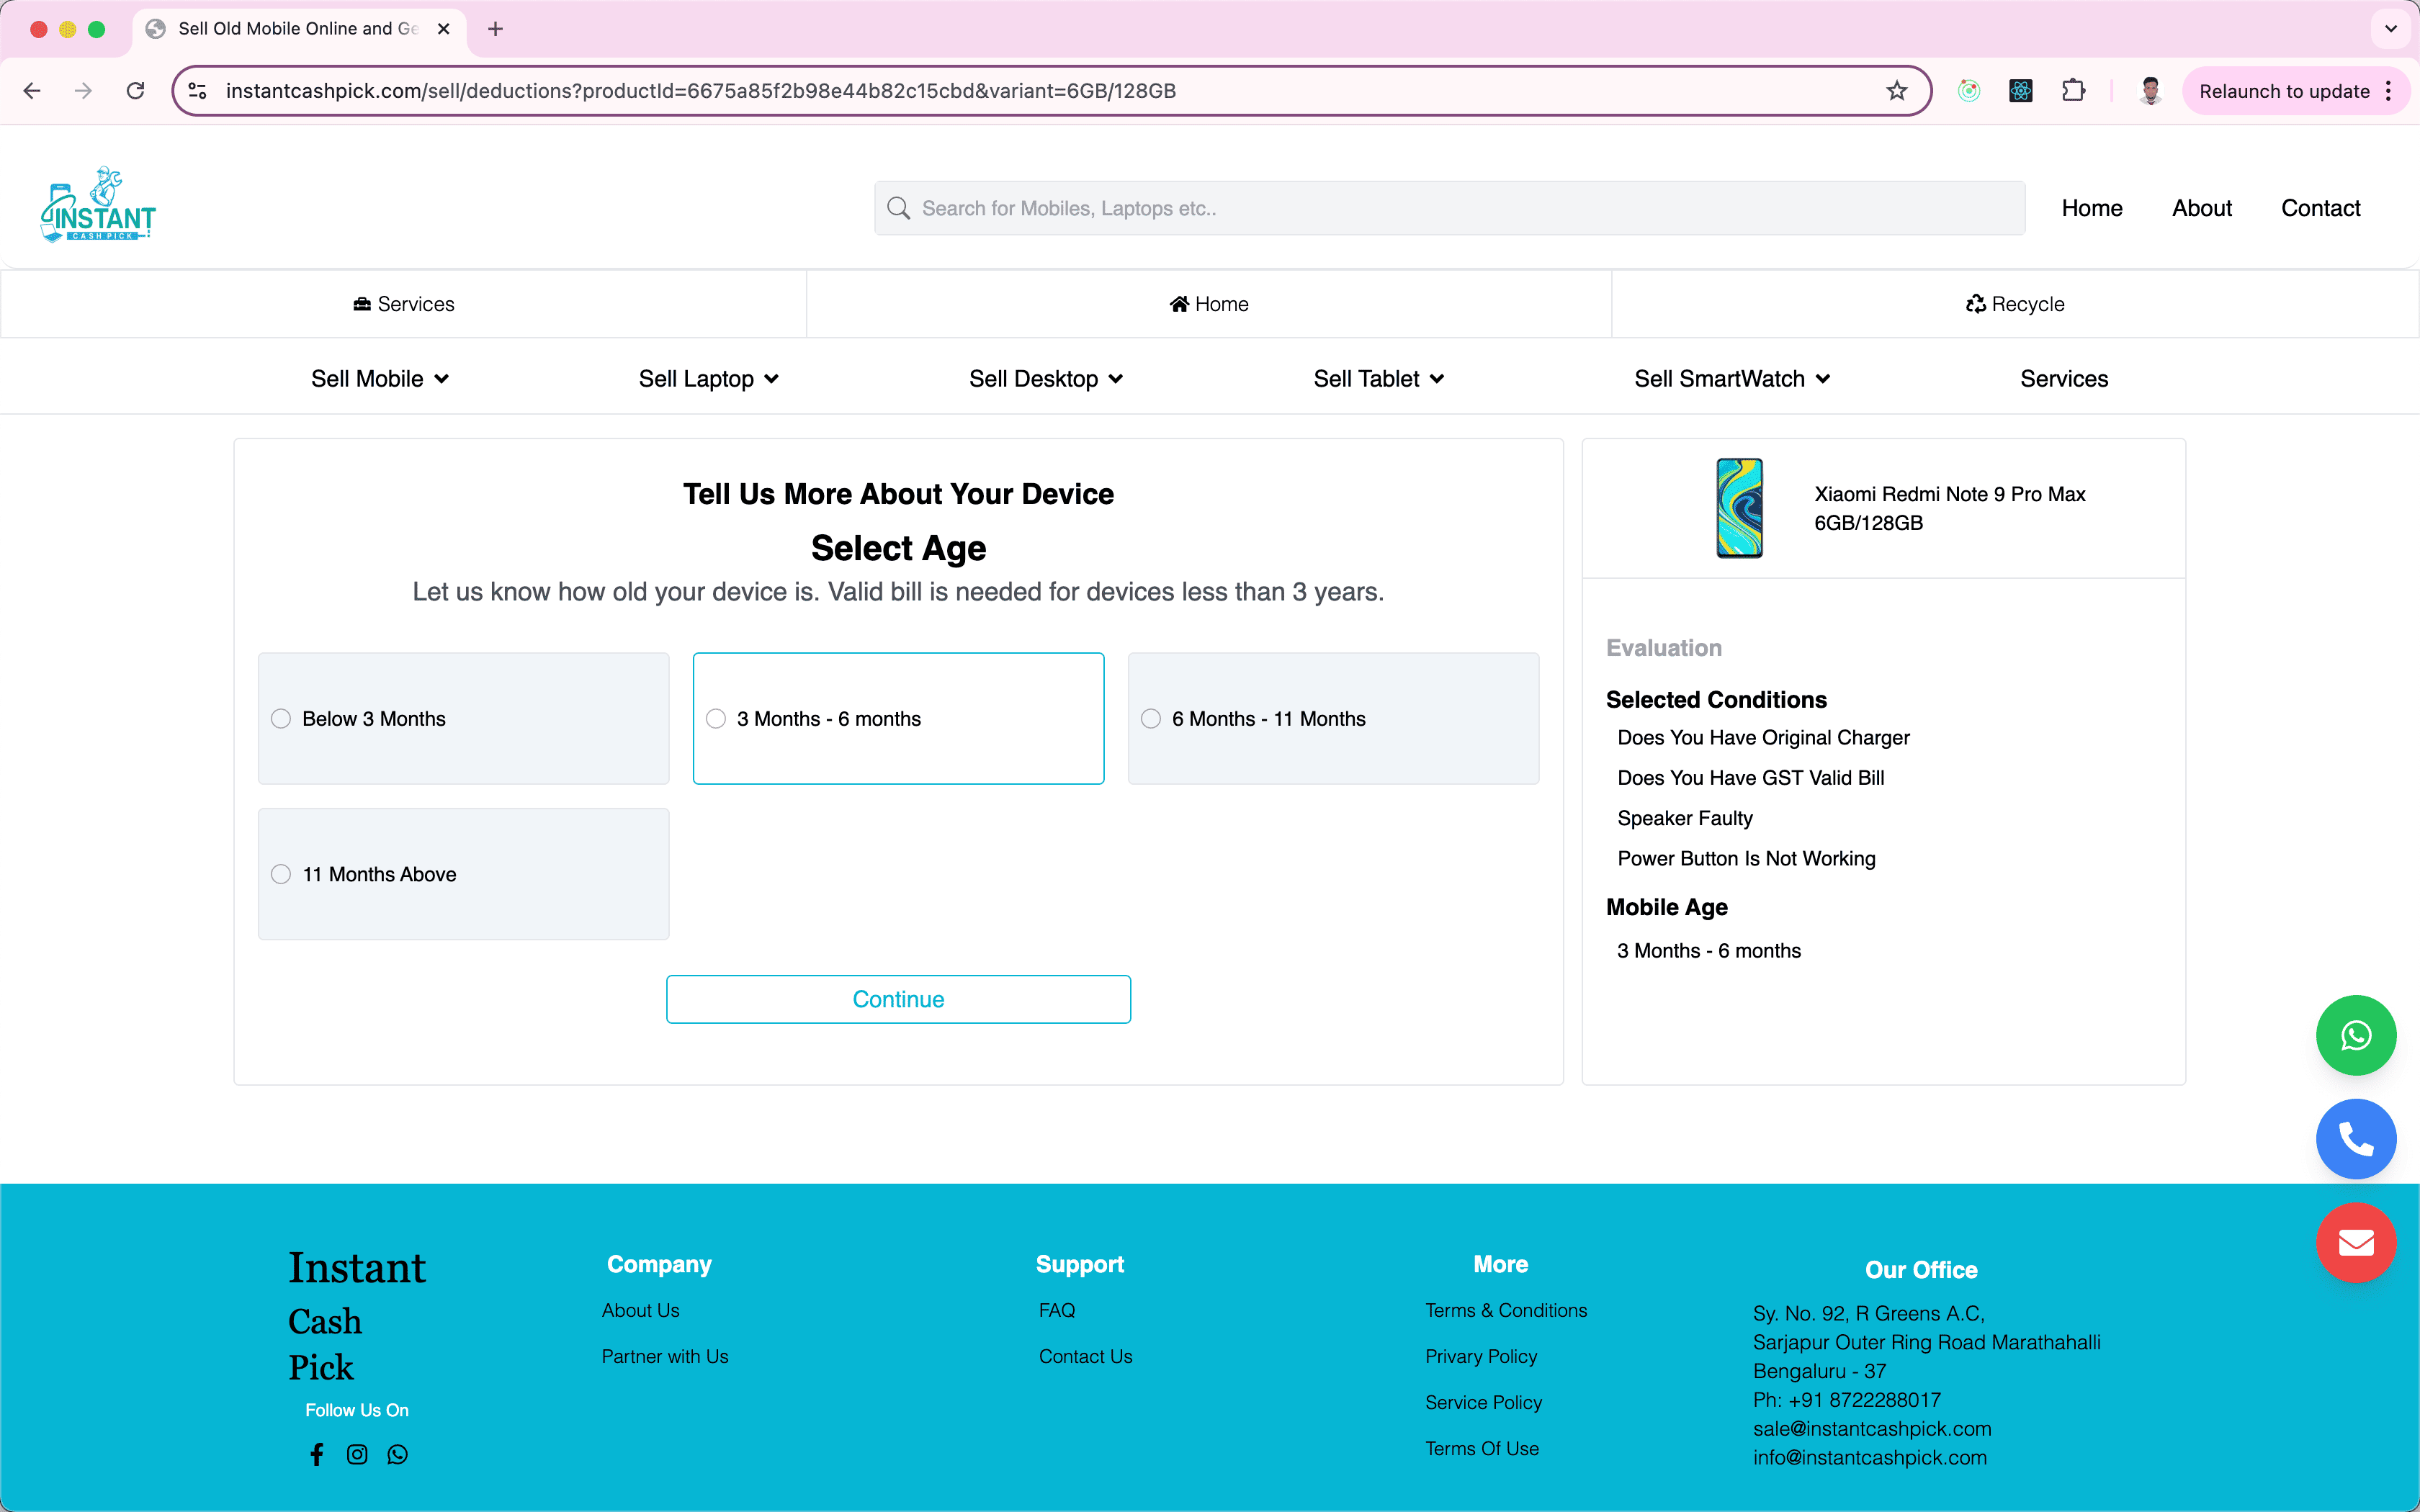 Sell Old Mobile Online and Ge
instantcashpick.com/sell/deductions?productId=6675a85f2b98e44b82c15cbd&variant=6GB/128GB
Relaunch to update
INSTANT
CASH PICK
Search for Mobiles, Laptops etc..
Home
About
Contact
Services
Home
Recycle
Sell Mobile
Sell Laptop
Sell Desktop
Sell Tablet
Sell SmartWatch
Services
Tell Us More About Your Device
Select Age
Let us know how old your device is. Valid bill is needed for devices less than 3 years.
Below 3 Months
3 Months - 6 months
6 Months - 11 Months
11 Months Above
Continue
Xiaomi Redmi Note 9 Pro Max
6GB/128GB
Evaluation
Selected Conditions
Does You Have Original Charger
Does You Have GST Valid Bill
Speaker Faulty
Power Button Is Not Working
Mobile Age
3 Months - 6 months
Instant
Cash
Pick
Follow Us On
Company
About Us
Partner with Us
Support
FAQ
Contact Us
More
Terms & Conditions
Privary Policy
Service Policy
Terms Of Use
Our Office
Sy. No. 92, R Greens A.C,
Sarjapur Outer Ring Road Marathahalli
Bengaluru - 37
Ph: +91 8722288017
sale@instantcashpick.com
info@instantcashpick.com